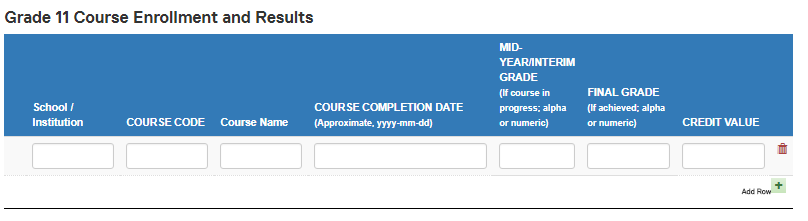 Grade 11 Course Enrollment and Results
School /
Institution
COURSE CODE
Course Name
COURSE COMPLETION DATE
(Approximate, yyyy-mm-dd)
MID-
YEAR/INTERIM
GRADE
(If course in
progress; alpha
or numeric)
FINAL GRADE
(If achieved; alpha
or numeric)
CREDIT VALUE
Add Row